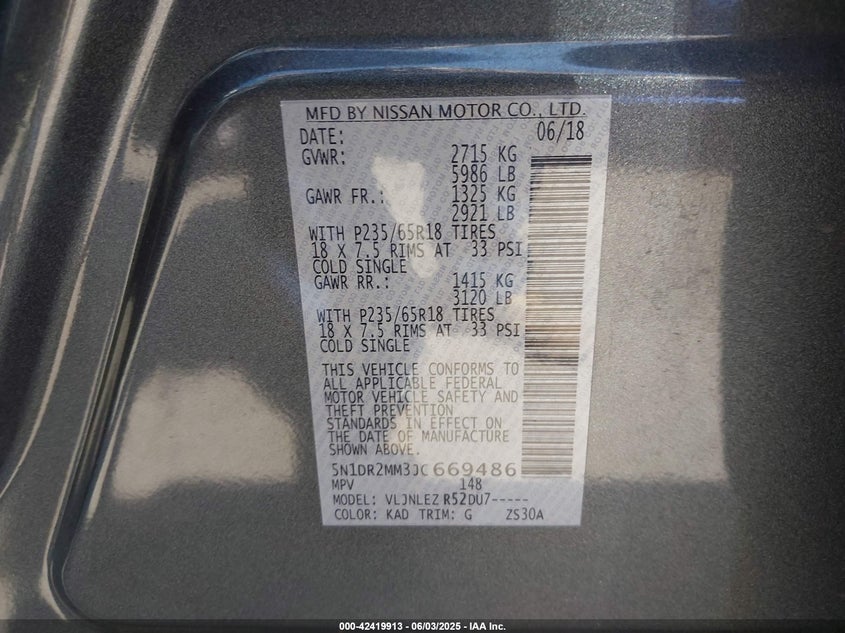 MFD BY NISSAN MOTOR CO., LTD.
DATE: 06/18
GVWR: 2715 KG
5986 LB
GAWR FR.: 1325 KG
2921 LB
WITH P235/65R18 TIRES
18 X 7.5 RIMS AT 33 PSI
COLD SINGLE
GAWR RR.: 1415 KG
3120 LB
WITH P235/65R18 TIRES
18 X 7.5 RIMS AT 33 PSI
COLD SINGLE
THIS VEHICLE CONFORMS TO
ALL APPLICABLE FEDERAL
MOTOR VEHICLE SAFETY AND
THEFT PREVENTION
STANDARDS IN EFFECT ON
THE DATE OF MANUFACTURE
SHOWN ABOVE.
5N1DR2MM3JC669486
MPV 148
MODEL: VLJNLEZ R52DU7-----
COLOR: KAD TRIM: G ZS30A
000-42419913 - 06/03/2025 - IAA Inc.